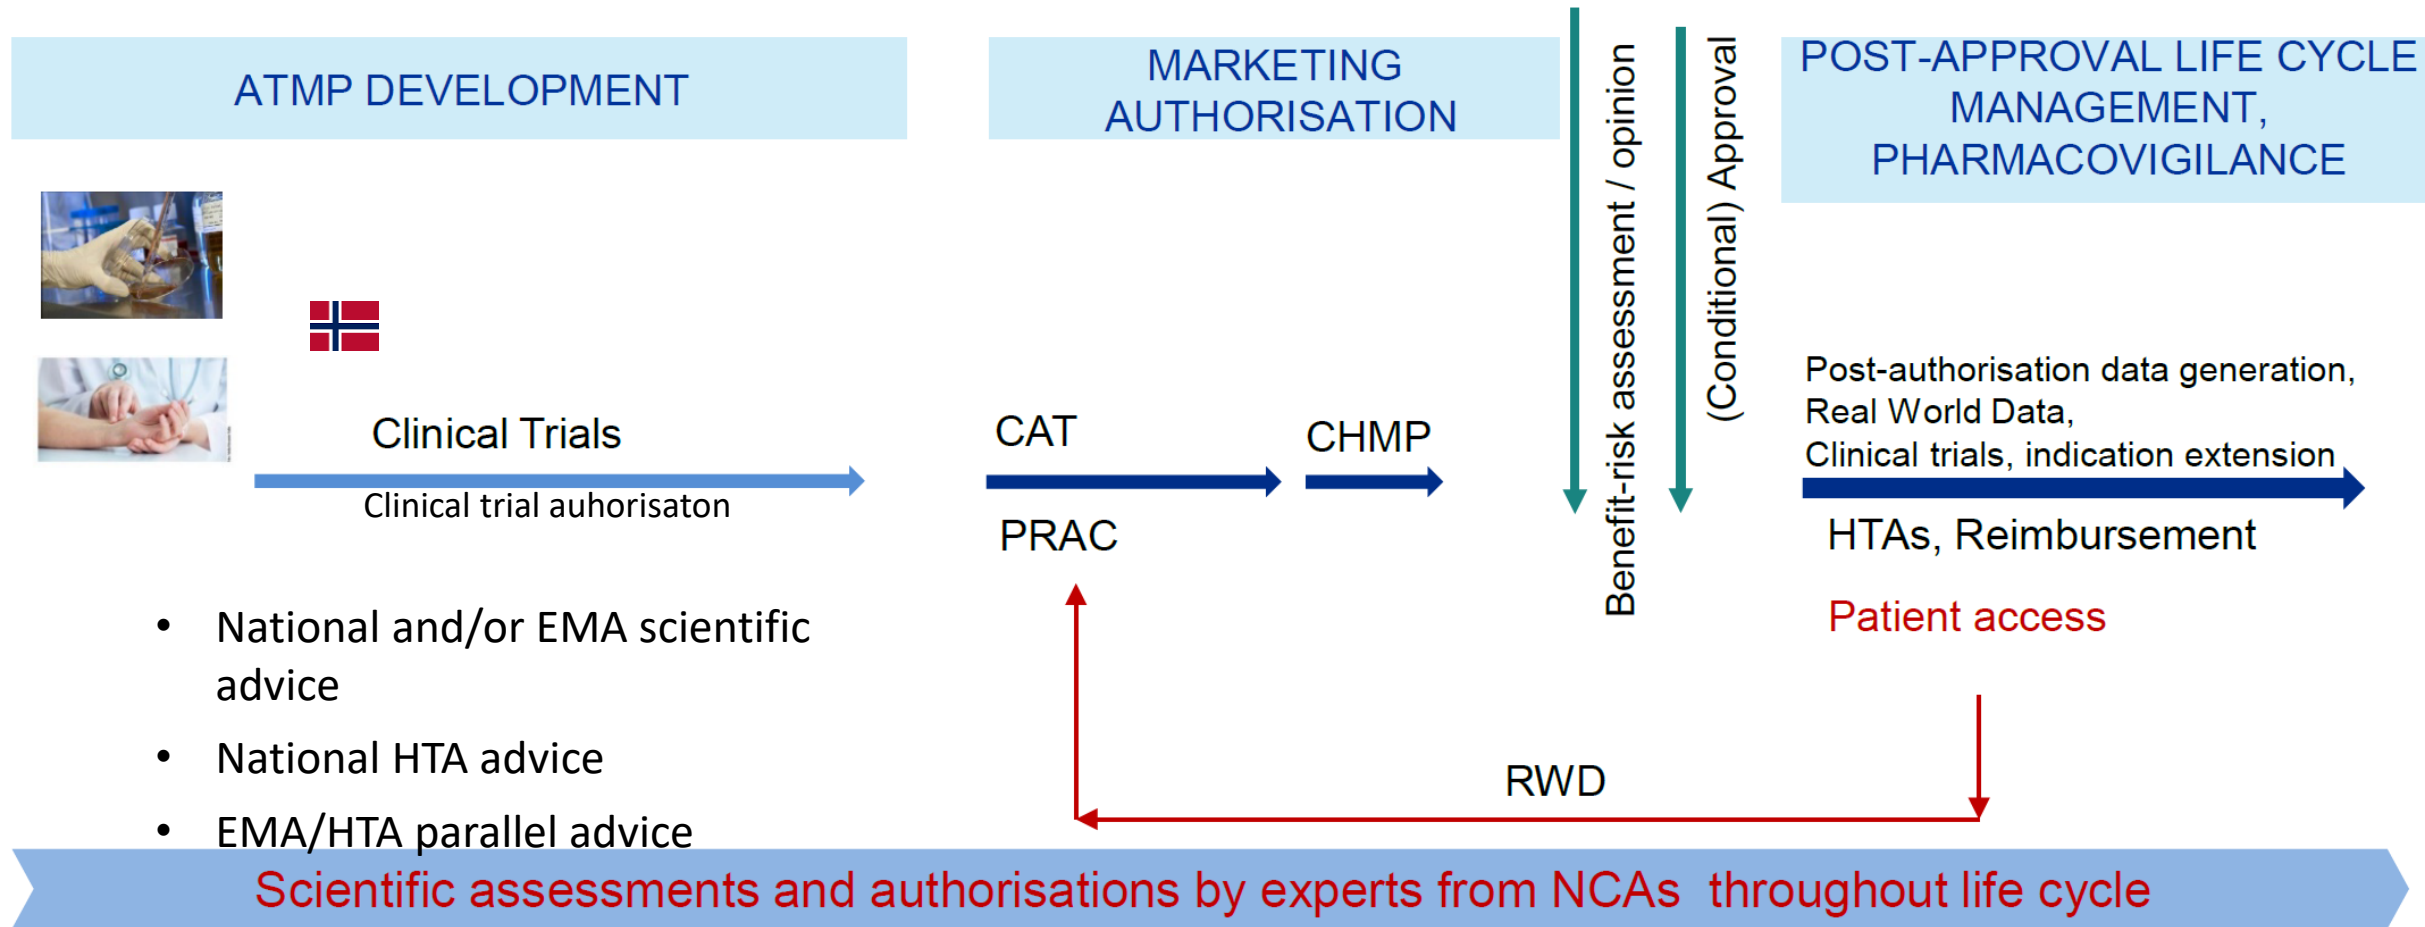 ATMP DEVELOPMENT
MARKETING
AUTHORISATION
Benefit-risk assessment / opinion
(Conditional) Approval
POST-APPROVAL LIFE CYCLE
MANAGEMENT,
PHARMACOVIGILANCE
Clinical Trials
Clinical trial auhorisaton
CAT
PRAC
CHMP
Post-authorisation data generation,
Real World Data,
Clinical trials, indication extension
HTAs, Reimbursement
Patient access
• National and/or EMA scientific
advice
• National HTA advice
• EMA/HTA parallel advice
RWD
Scientific assessments and authorisations by experts from NCAs throughout life cycle